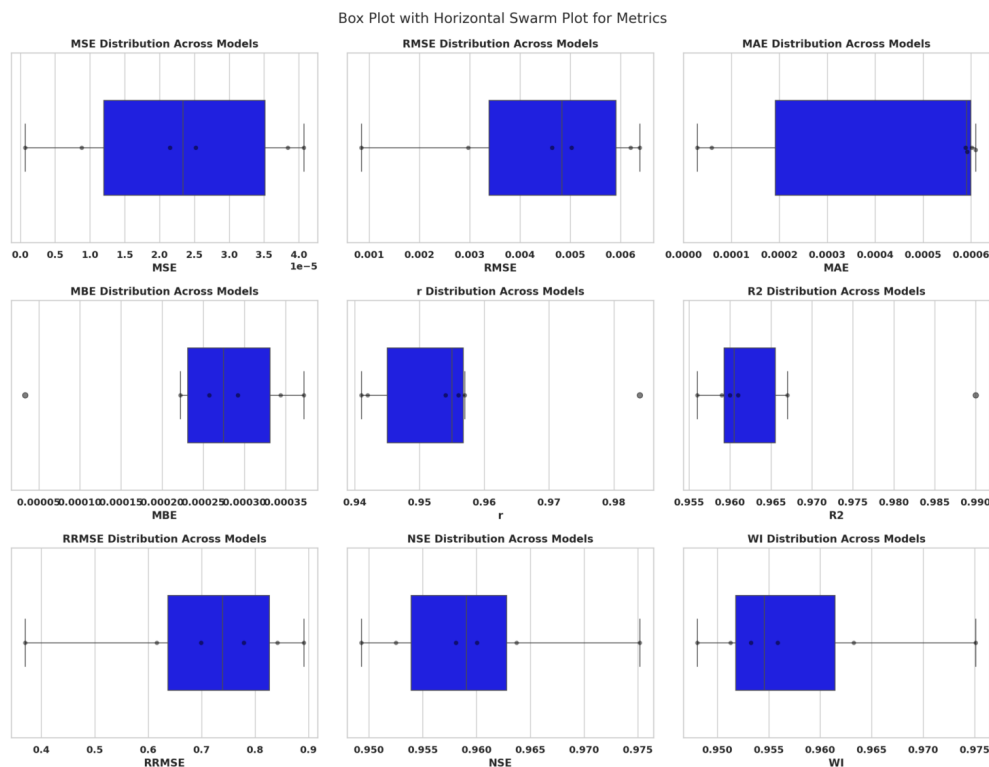 Box Plot with Horizontal Swarm Plot for Metrics
MSE Distribution Across Models
RMSE Distribution Across Models
MAE Distribution Across Models
0.0 0.5 1.0 1.5 2.0 2.5 3.0 3.5 4.0
1e−5
MSE
0.001 0.002 0.003 0.004 0.005 0.006
RMSE
0.0000 0.0001 0.0002 0.0003 0.0004 0.0005 0.0006
MAE
MBE Distribution Across Models
r Distribution Across Models
R2 Distribution Across Models
0.00005 0.00010 0.00015 0.00020 0.00025 0.00030 0.00035
MBE
0.94 0.95 0.96 0.97 0.98
r
0.955 0.960 0.965 0.970 0.975 0.980 0.985 0.990
R2
RRMSE Distribution Across Models
NSE Distribution Across Models
WI Distribution Across Models
0.4 0.5 0.6 0.7 0.8 0.9
RRMSE
0.950 0.955 0.960 0.965 0.970 0.975
NSE
0.950 0.955 0.960 0.965 0.970 0.975
WI